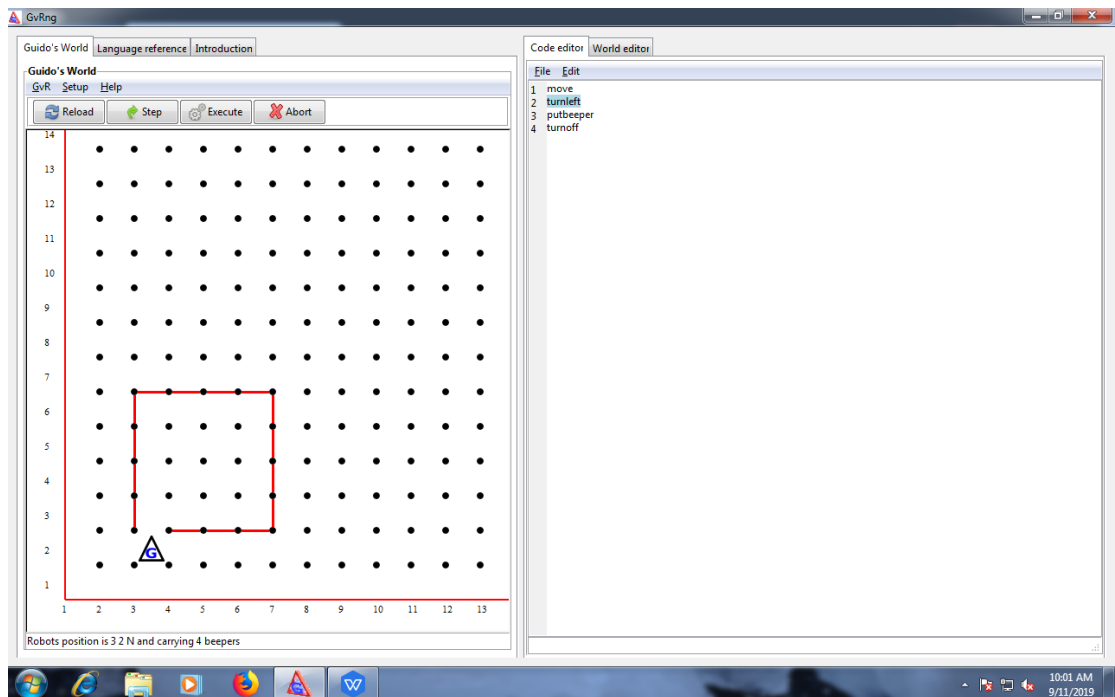 GvRng
Guido's World Language reference Introduction
Guido's World
GvR Setup Help
Reload Step Execute Abort
14
13
12
11
10
9
8
7
6
5
4
3
2
1
G
1 2 3 4 5 6 7 8 9 10 11 12 13
Robots position is 3 2 N and carrying 4 beepers
Code editor World editor
File Edit
1 move
2 turnleft
3 putbeeper
4 turnoff
10:01 AM
9/11/2019